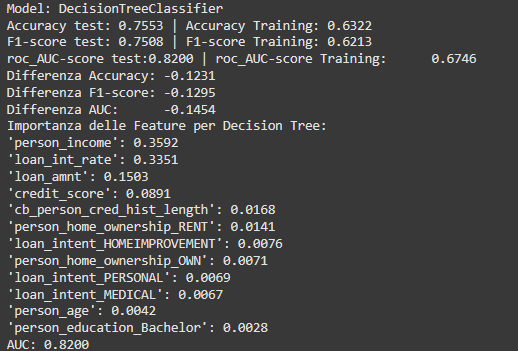 Model: DecisionTreeClassifier
Accuracy test: 0.7553 | Accuracy Training: 0.6322
F1-score test: 0.7508 | F1-score Training: 0.6213
roc_AUC-score test:0.8200 | roc_AUC-score Training:      0.6746
Differenza Accuracy: -0.1231
Differenza F1-score: -0.1295
Differenza AUC:      -0.1454
Importanza delle Feature per Decision Tree:
'person_income': 0.3592
'loan_int_rate': 0.3351
'loan_amnt': 0.1503
'credit_score': 0.0891
'cb_person_cred_hist_length': 0.0168
'person_home_ownership_RENT': 0.0141
'loan_intent_HOMEIMPROVEMENT': 0.0076
'person_home_ownership_OWN': 0.0071
'loan_intent_PERSONAL': 0.0069
'loan_intent_MEDICAL': 0.0067
'person_age': 0.0042
'person_education_Bachelor': 0.0028
AUC: 0.8200